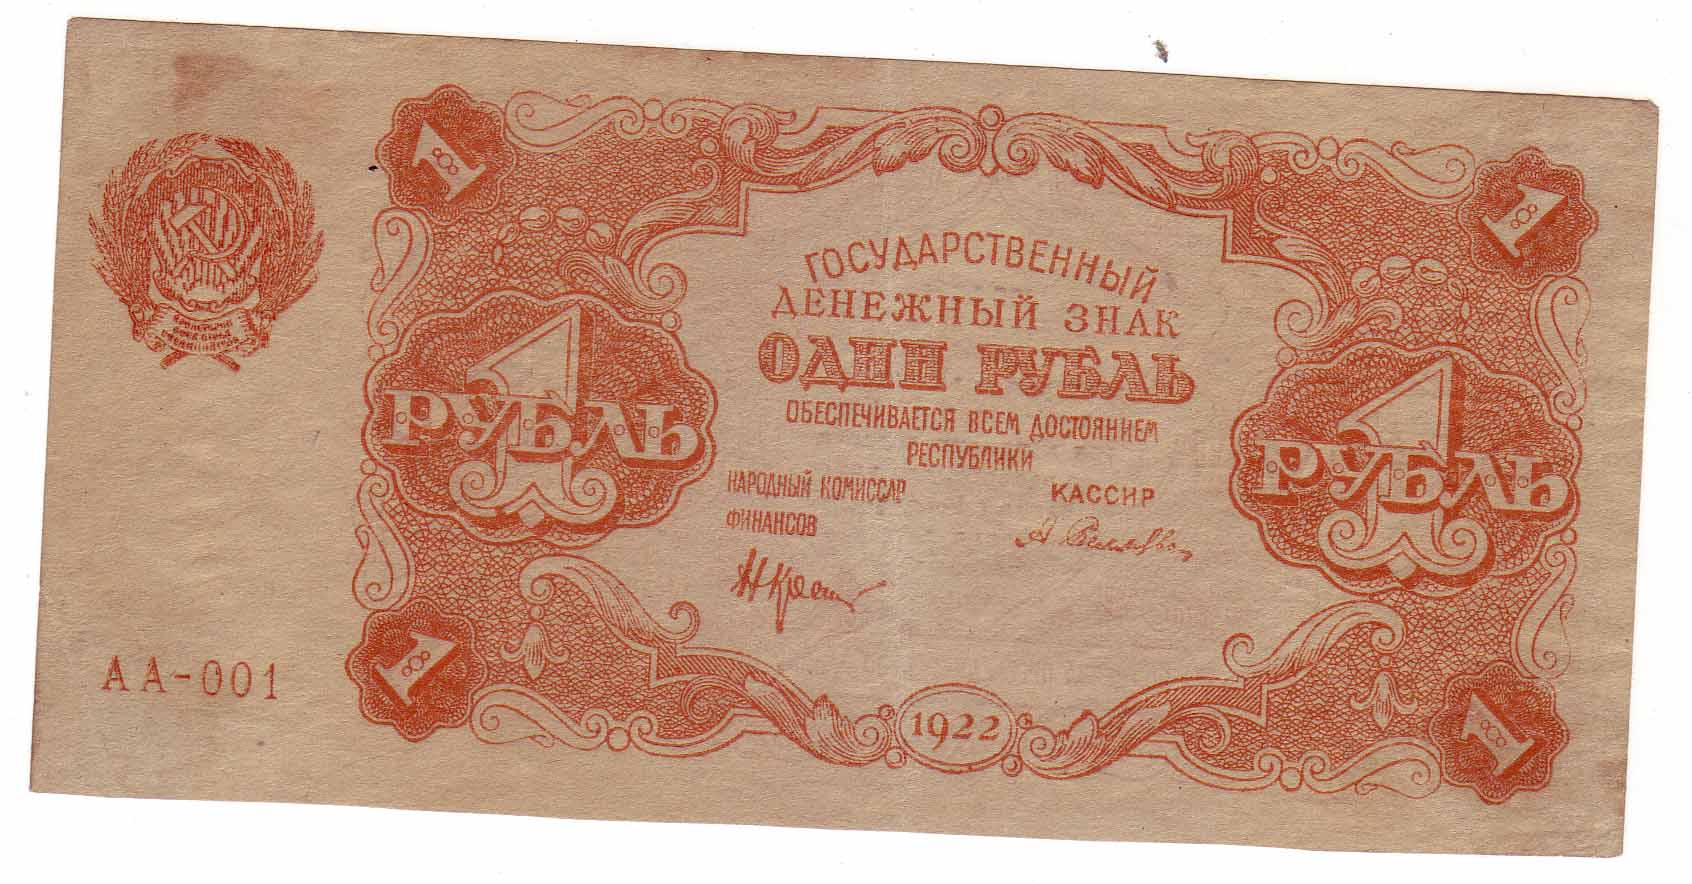 1
1
ГОСУДАРСТВЕННЫЙ
ДЕНЕЖНЫЙ ЗНАК
ОДИН РУБЛЬ
1
РУБЛЬ
1
РУБЛЬ
ОБЕСПЕЧИВАЕТСЯ ВСЕМ ДОСТОЯНИЕМ
РЕСПУБЛИКИ
НАРОДНЫЙ КОМИССАР
ФИНАНСОВ
КАССИР
АА-001
1
1922
1